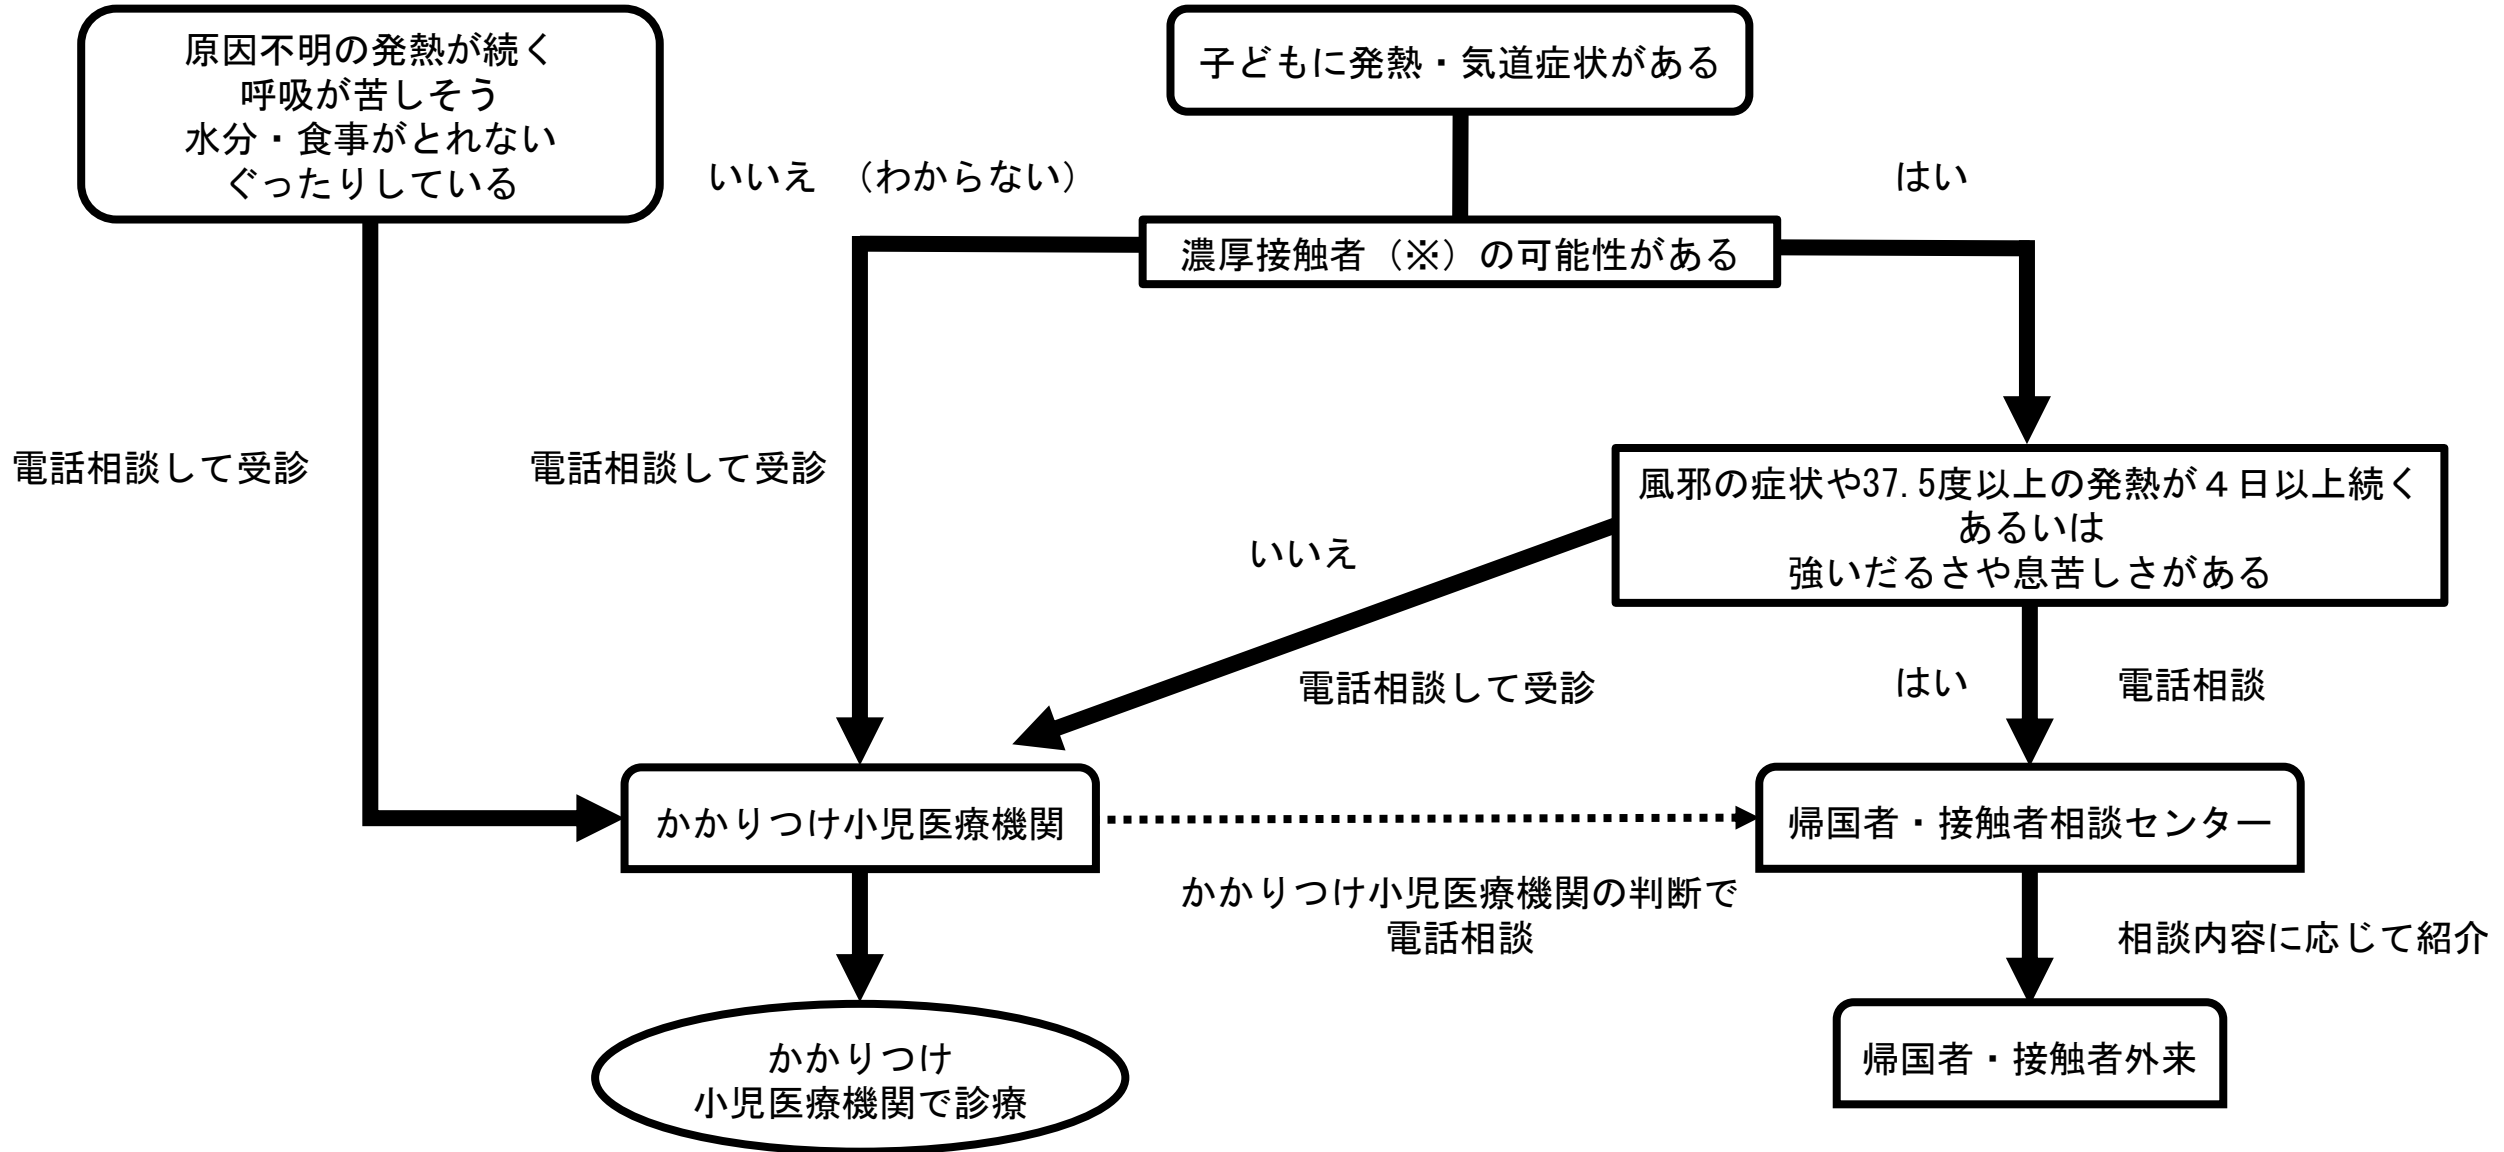 原因不明の発熱が続く
呼吸が苦しそう
水分・食事がとれない
ぐったりしている
子どもに発熱・気道症状がある
いいえ （わからない）
はい
濃厚接触者（※）の可能性がある
電話相談して受診
電話相談して受診
風邪の症状や37.5度以上の発熱が４日以上続く
あるいは
強いだるさや息苦しさがある
いいえ
電話相談して受診
はい
電話相談
かかりつけ小児医療機関
帰国者・接触者相談センター
かかりつけ小児医療機関の判断で
電話相談
相談内容に応じて紹介
かかりつけ
小児医療機関で診療
帰国者・接触者外来